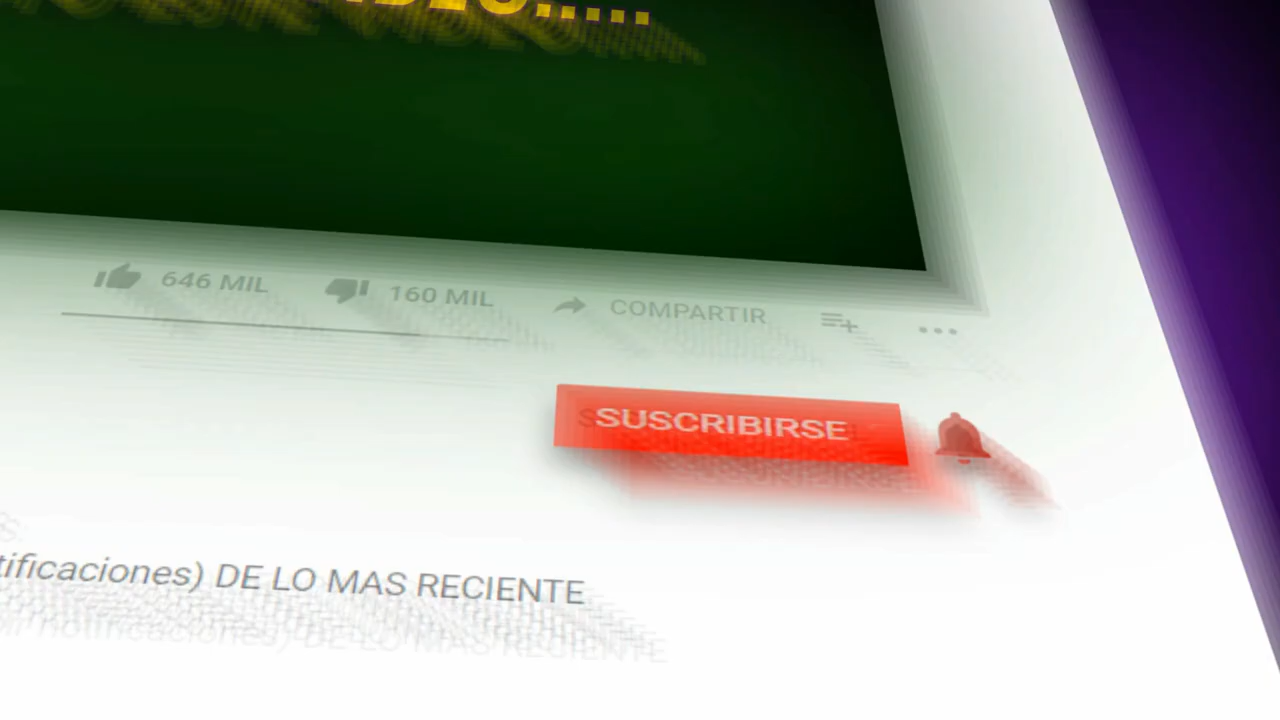 646 MIL 160 MIL COMPARTIR
SUSCRIBIRSE
tificaciones) DE LO MAS RECIENTE